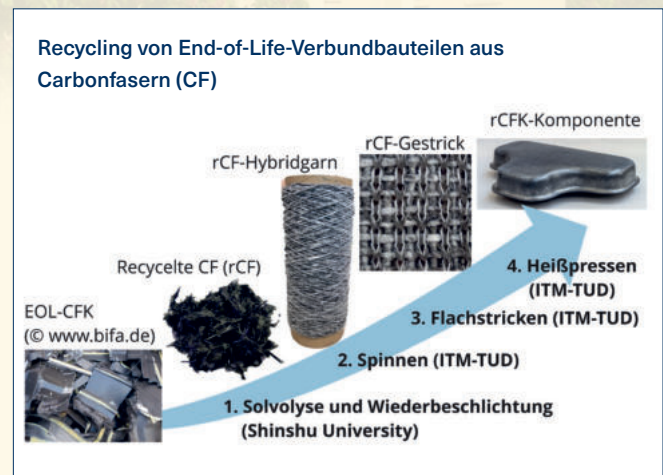 Recycling von End-of-Life-Verbundbauteilen aus
Carbonfasern (CF)
rCFK-Komponente
rCF-Gestrick
rCF-Hybridgarn
Recycelte CF (rCF)
EOL-CFK
(© www.bifa.de)
4. Heißpressen
(ITM-TUD)
3. Flachstricken (ITM-TUD)
2. Spinnen (ITM-TUD)
1. Solvolyse und Wiederbeschlichtung
(Shinshu University)